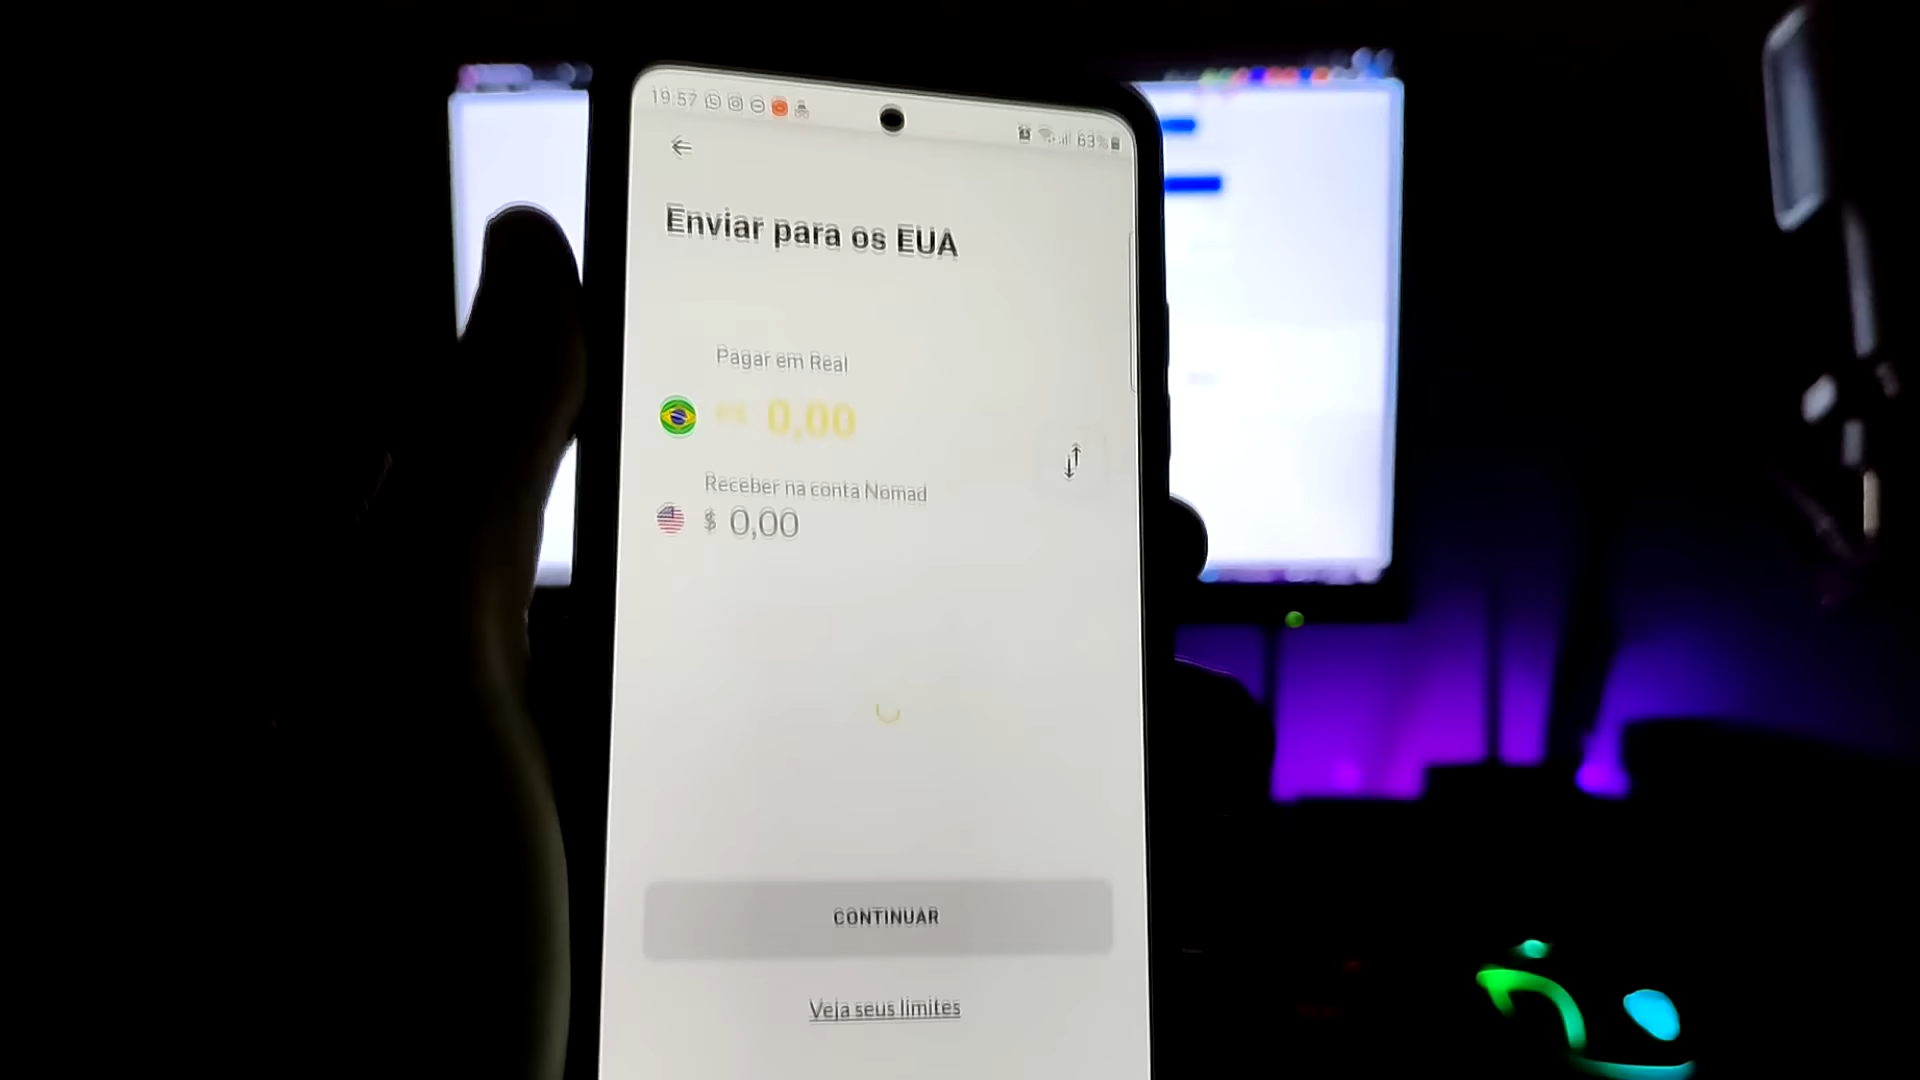 19:57
63%
Enviar para os EUA
Pagar em Real
R$ 0,00
Receber na conta Nomad
$ 0,00
CONTINUAR
Veja seus limites